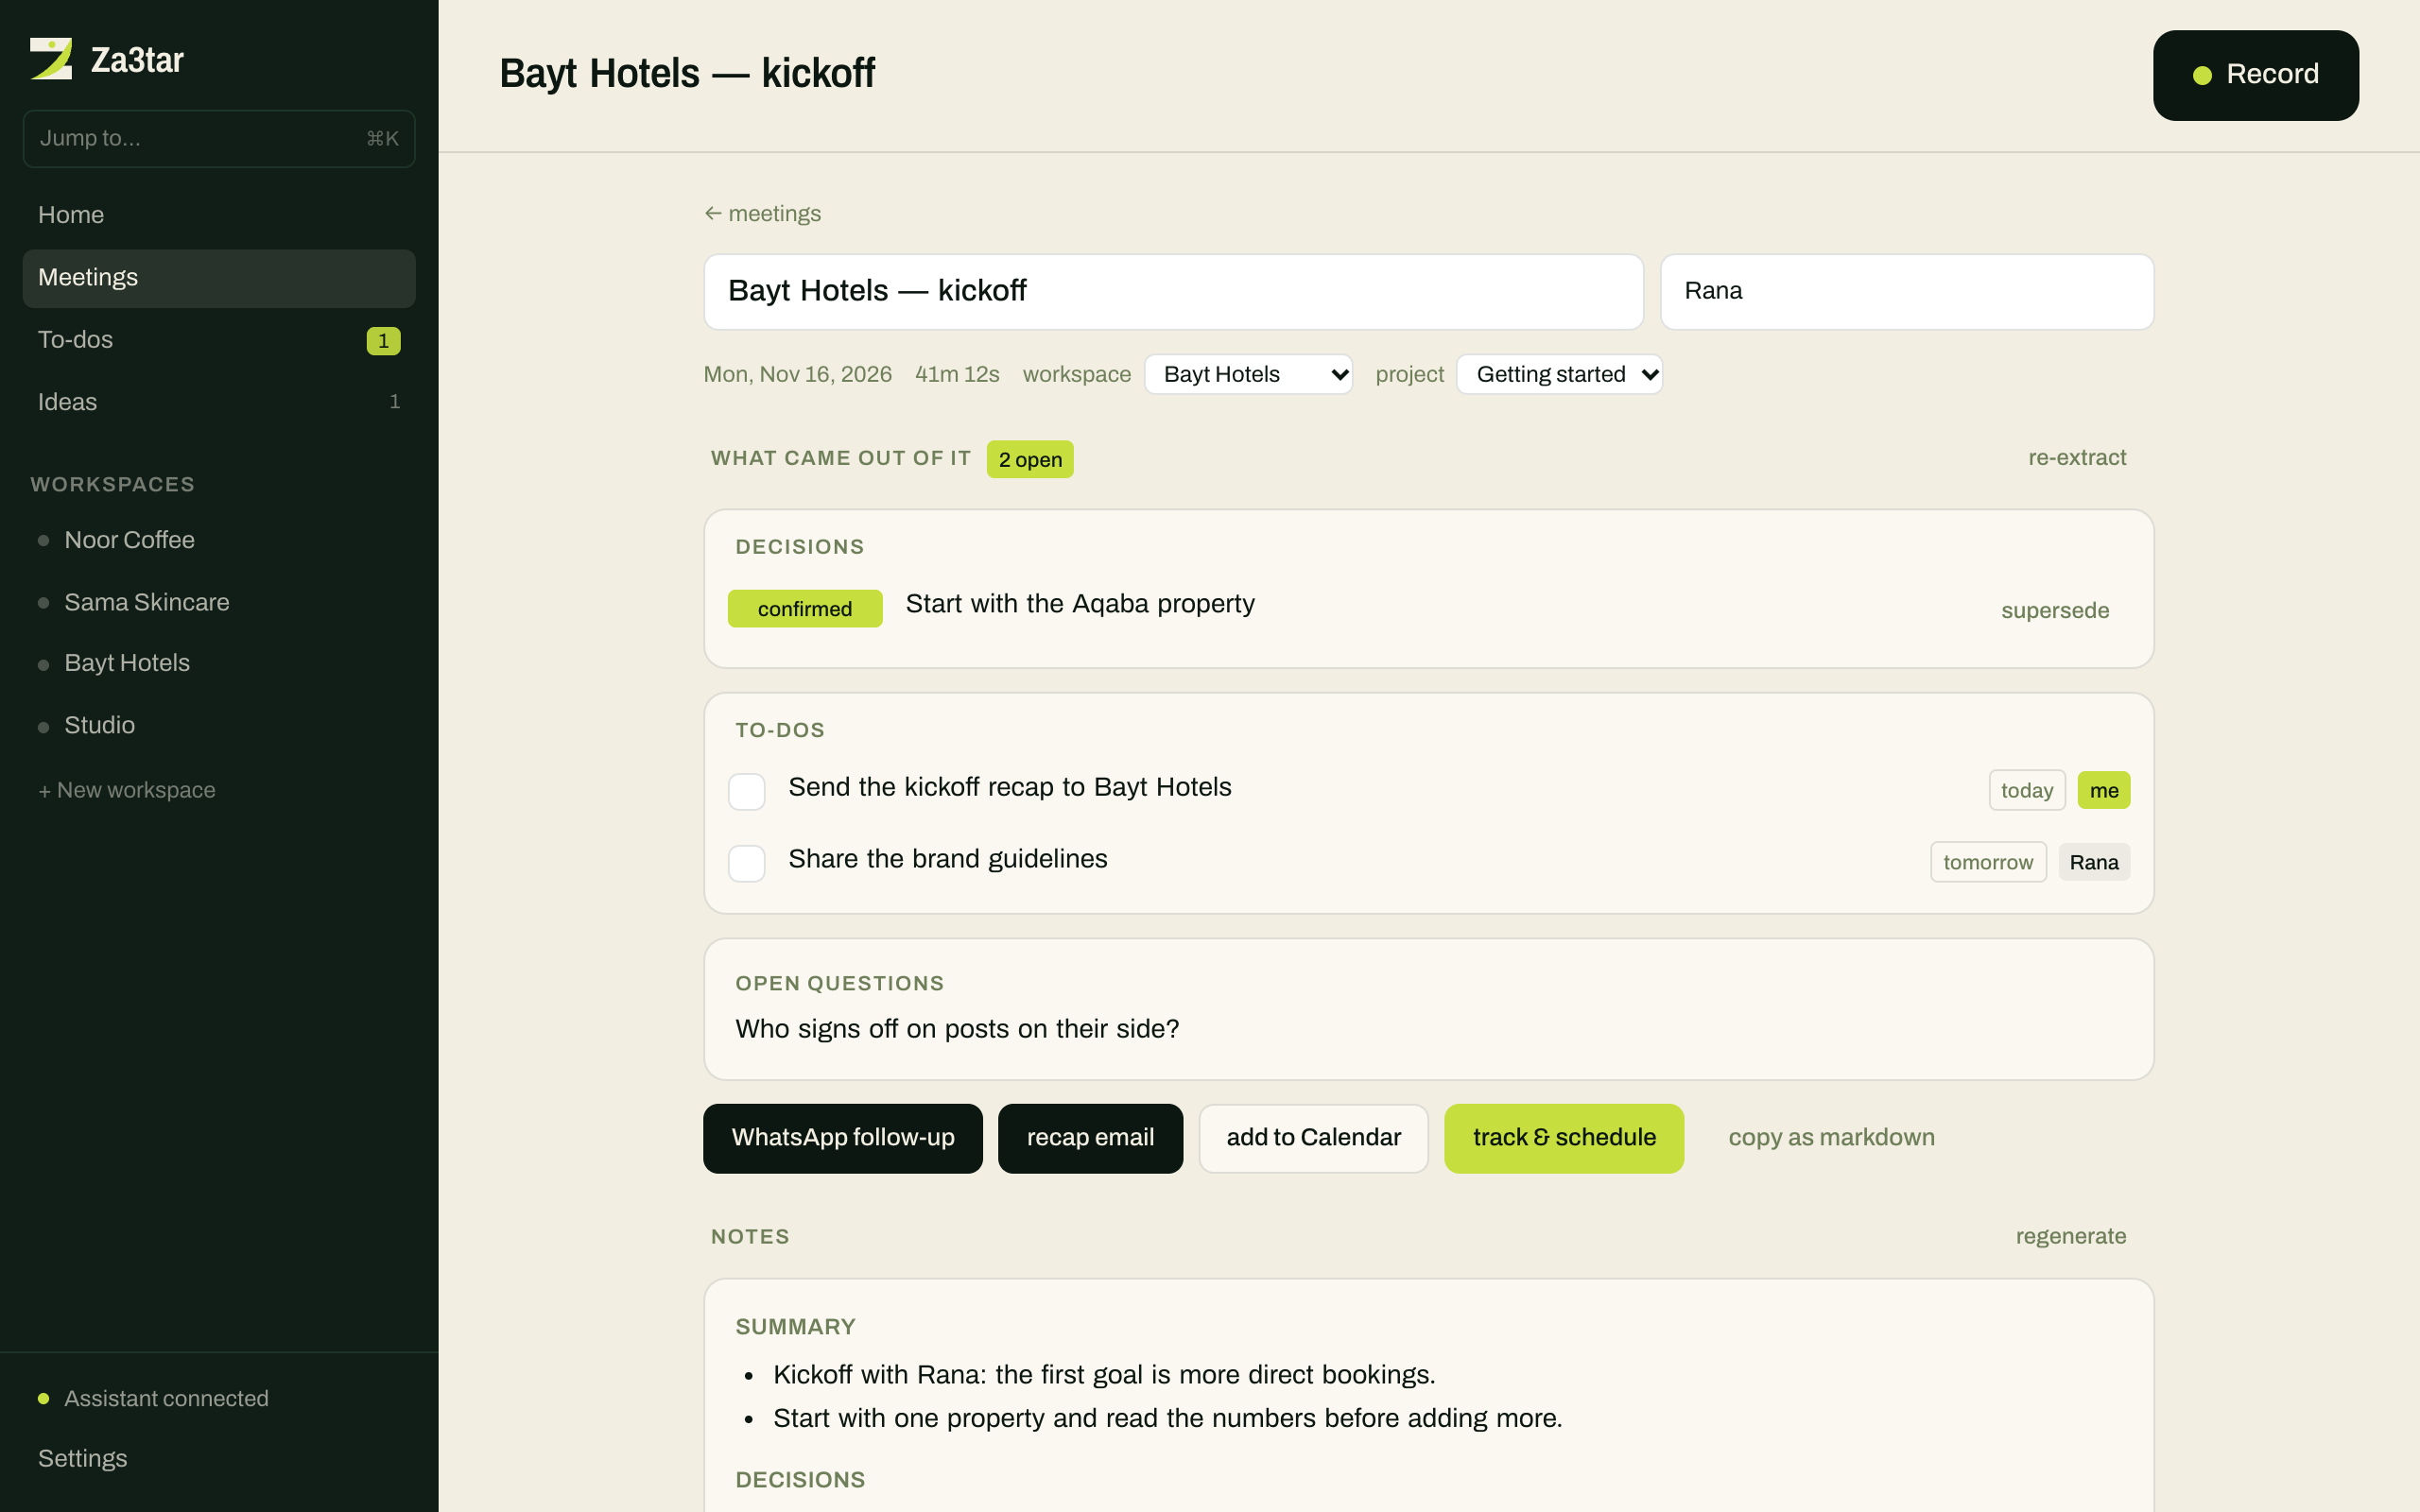 Za3tar
Jump to... ⌘K
Home
Meetings
To-dos 1
Ideas 1
WORKSPACES
Noor Coffee
Sama Skincare
Bayt Hotels
Studio
+ New workspace
Assistant connected
Settings
Bayt Hotels — kickoff
Record
← meetings
Bayt Hotels — kickoff
Rana
Mon, Nov 16, 2026 41m 12s workspace Bayt Hotels project Getting started
WHAT CAME OUT OF IT 2 open re-extract
DECISIONS
confirmed Start with the Aqaba property supersede
TO-DOS
Send the kickoff recap to Bayt Hotels today me
Share the brand guidelines tomorrow Rana
OPEN QUESTIONS
Who signs off on posts on their side?
WhatsApp follow-up recap email add to Calendar track & schedule copy as markdown
NOTES regenerate
SUMMARY
• Kickoff with Rana: the first goal is more direct bookings.
• Start with one property and read the numbers before adding more.
DECISIONS